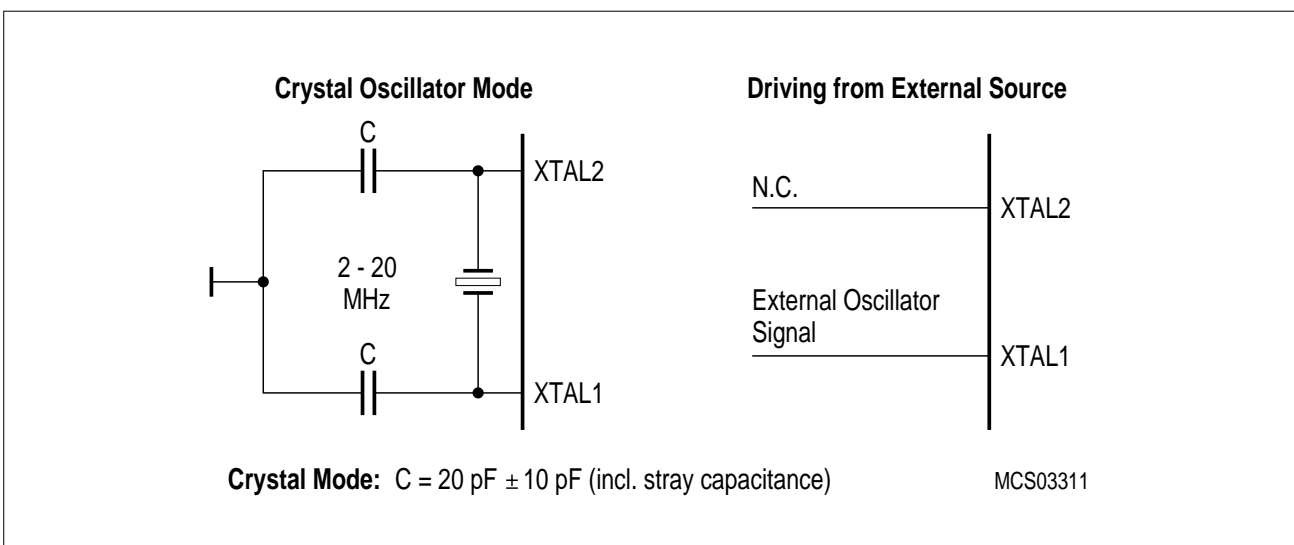 Crystal Oscillator Mode
C
XTAL2
2 - 20
MHz
C
XTAL1
Driving from External Source
N.C.
XTAL2
External Oscillator
Signal
XTAL1
Crystal Mode: C = 20 pF ± 10 pF (incl. stray capacitance)
MCS03311